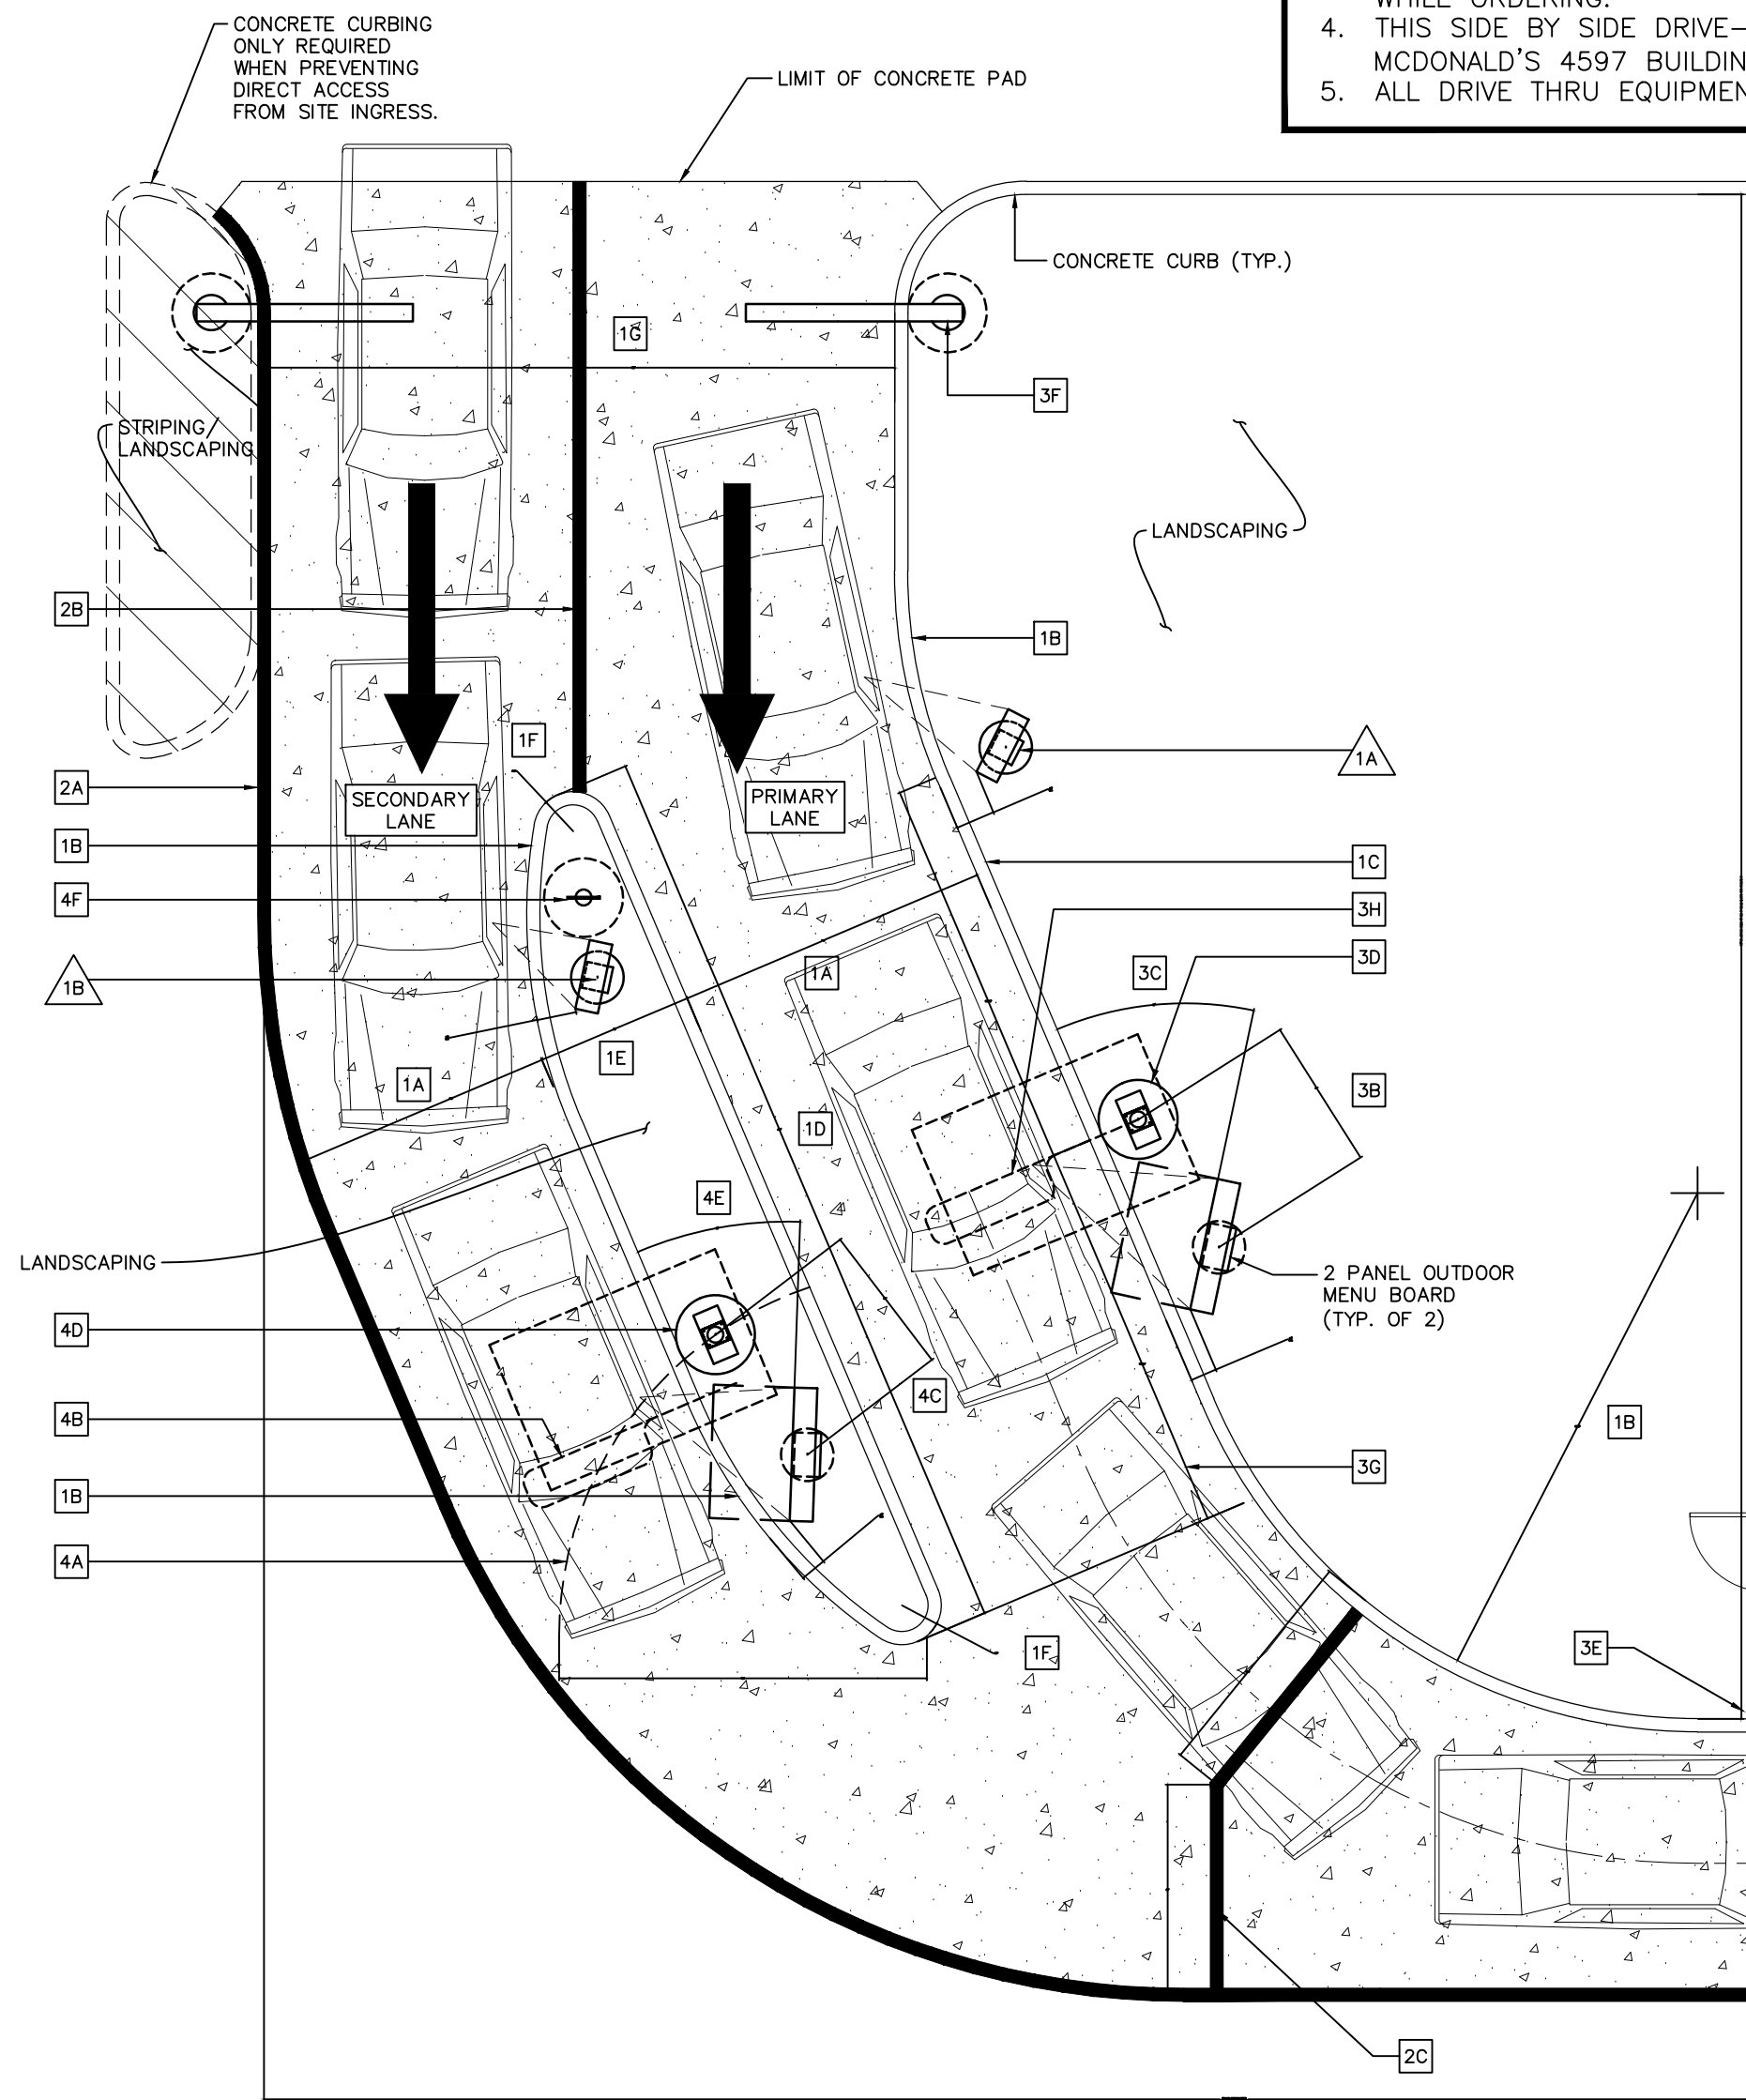 WHILE ORDERING.
4. THIS SIDE BY SIDE DRIVE-
MCDONALD'S 4597 BUILDIN
5. ALL DRIVE THRU EQUIPMEN
CONCRETE CURBING
ONLY REQUIRED
WHEN PREVENTING
DIRECT ACCESS
FROM SITE INGRESS.
LIMIT OF CONCRETE PAD
CONCRETE CURB (TYP.)
1G
3F
STRIPING/
LANDSCAPING
LANDSCAPING
2B
1B
1F
1A
2A
SECONDARY
LANE
PRIMARY
LANE
1B
1C
4F
3H
3D
1B
1A
3C
1E
1A
3B
1D
4E
LANDSCAPING
2 PANEL OUTDOOR
MENU BOARD
(TYP. OF 2)
4D
4C
4B
1B
3G
1B
4A
1F
3E
2C